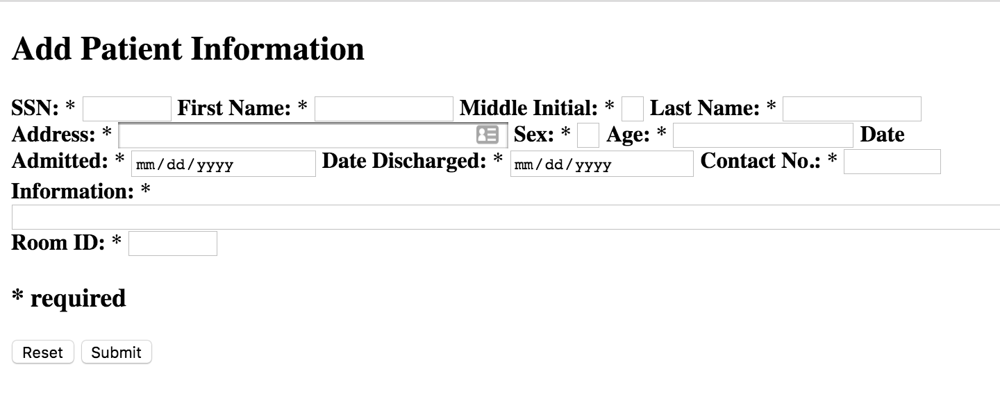 Add Patient Information
SSN: * First Name: * Middle Initial: * Last Name: *
Address: * Sex: * Age: * Date
Admitted: * mm/dd/yyyy Date Discharged: * mm/dd/yyyy Contact No.: *
Information: *
Room ID: *
* required
Reset Submit